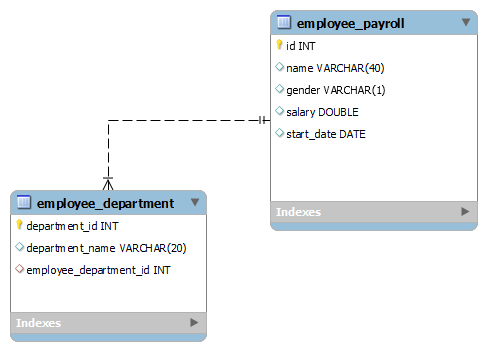 employee_payroll
id INT
name VARCHAR(40)
gender VARCHAR(1)
salary DOUBLE
start_date DATE
Indexes
employee_department
department_id INT
department_name VARCHAR(20)
employee_department_id INT
Indexes